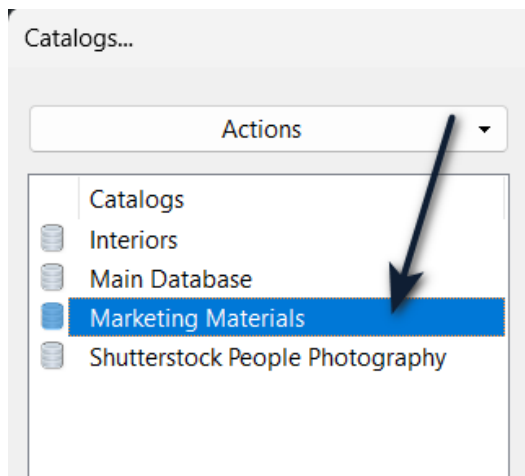 Catalogs...
Actions
Catalogs
Interiors
Main Database
Marketing Materials
Shutterstock People Photography